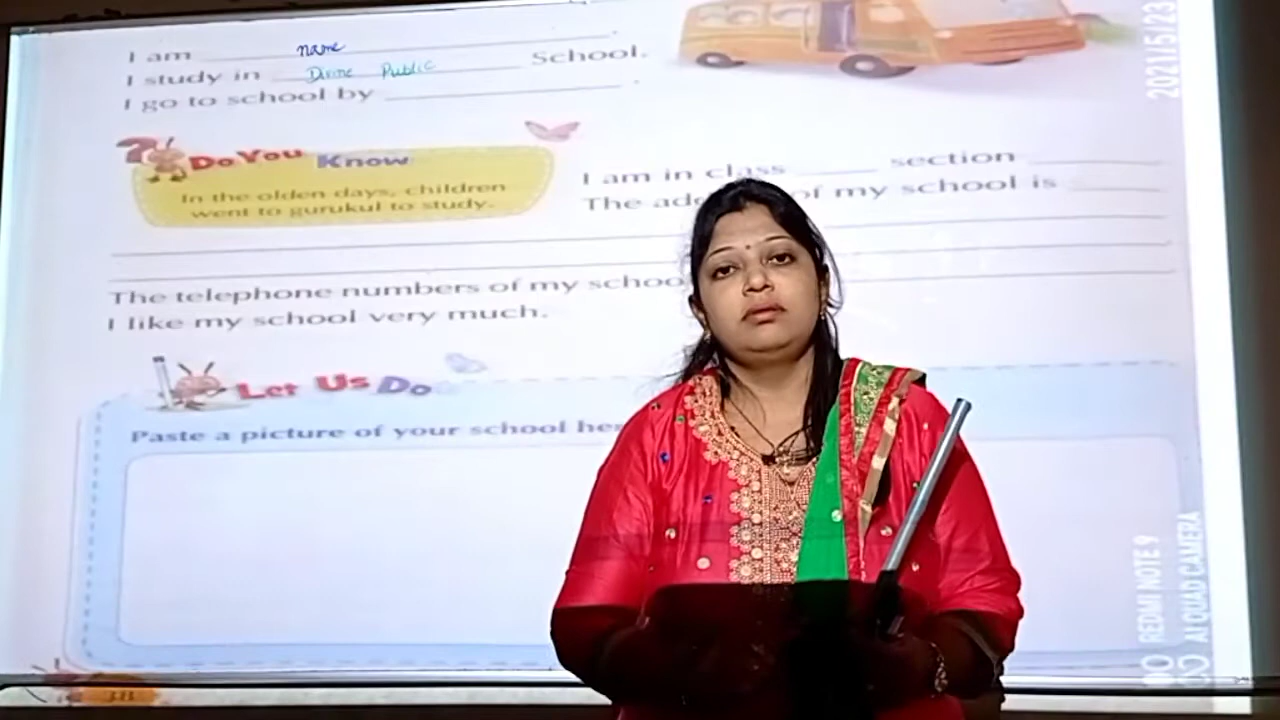 I am name .
I study in Divine Public School.
I go to school by .
Do You Know
In the olden days, children
went to gurukul to study.
I am in class section
The of my school is
The telephone numbers of my
I like my school very much.
Let Us Do
Paste a picture of your school
2021/5/23
REDMI NOTE 9
AI QUAD CAMERA